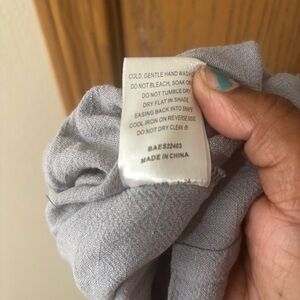 COLD, GENTLE HAND WASH
DO NOT BLEACH, SOAK OR
DO NOT TUMBLE DRY
DRY FLAT IN SHADE
EASING BACK INTO SHAPE
COOL IRON ON REVERSE SIDE
DO NOT DRY CLEAN ⓟ
BAES22403
MADE IN CHINA